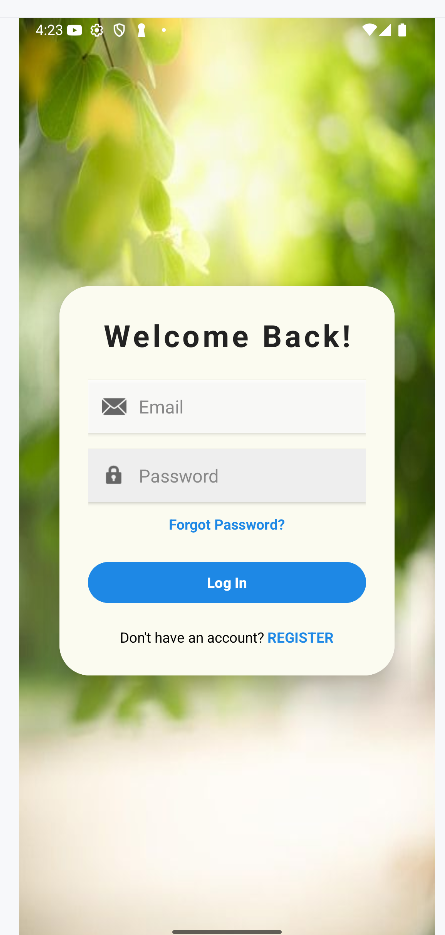 4:23
Welcome Back!
Email
Password
Forgot Password?
Log In
Don't have an account? REGISTER